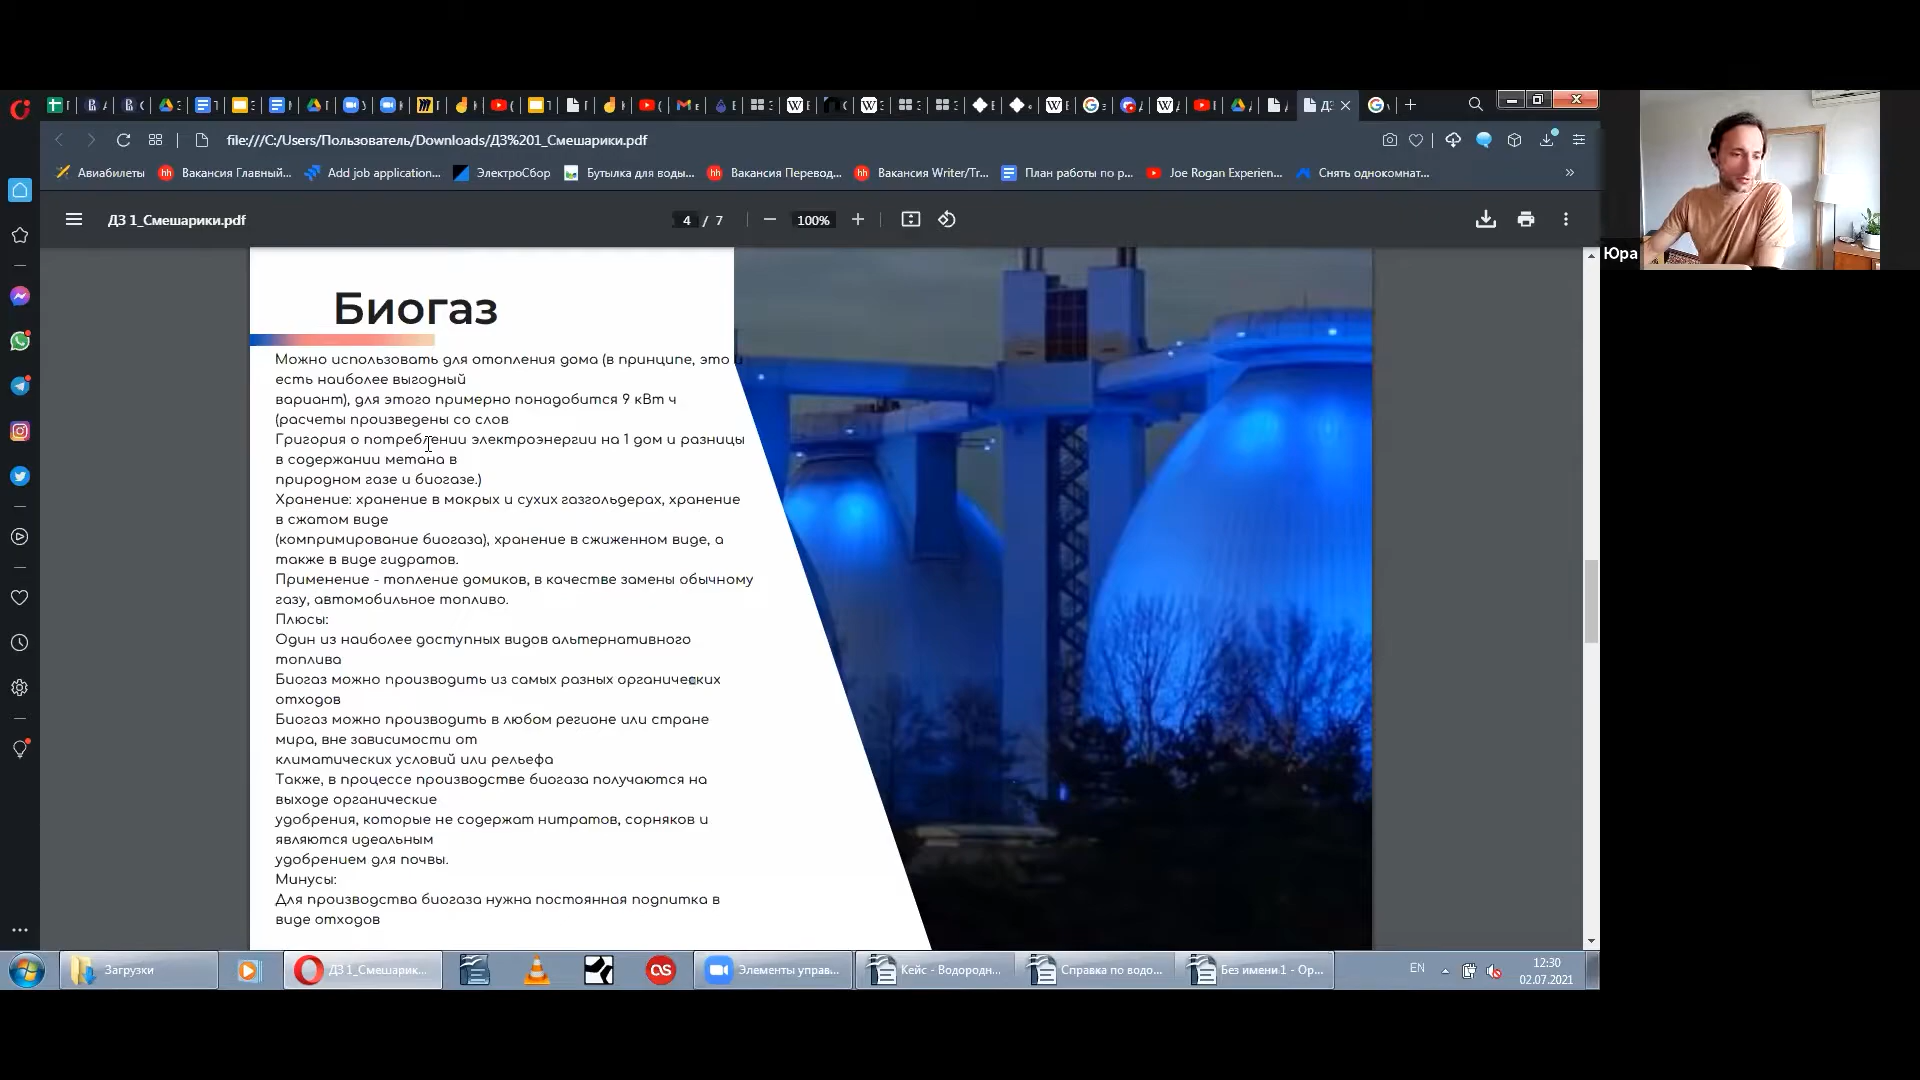 file:///C:/Users/Пользователь/Downloads/ДЗ%201_Смешарики.pdf
Авиабилеты
Вакансия Главный...
Add job application...
ЭлектроСбор
Бутылка для воды...
Вакансия Перевод...
Вакансия Writer/Tr...
План работы по р...
Joe Rogan Experien...
Снять однокомнат...
Юра
ДЗ 1_Смешарики.pdf
4 / 7
100%
Биогаз
Можно использовать для отопления дома (в принципе, это и
есть наиболее выгодный
вариант), для этого примерно понадобится 9 кВт ч
(расчеты произведены со слов
Григория о потреблении электроэнергии на 1 дом и разницы
в содержании метана в
природном газе и биогазе.)
Хранение: хранение в мокрых и сухих газгольдерах, хранение
в сжатом виде
(компримирование биогаза), хранение в сжиженном виде, а
также в виде гидратов.
Применение - топление домиков, в качестве замены обычному
газу, автомобильное топливо.
Плюсы:
Один из наиболее доступных видов альтернативного
топлива
Биогаз можно производить из самых разных органических
отходов
Биогаз можно производить в любом регионе или стране
мира, вне зависимости от
климатических условий или рельефа
Также, в процессе производстве биогаза получаются на
выходе органические
удобрения, которые не содержат нитратов, сорняков и
являются идеальным
удобрением для почвы.
Минусы:
Для производства биогаза нужна постоянная подпитка в
виде отходов
Загрузки
ДЗ 1_Смешарик...
Элементы управ...
Кейс - Водородн...
Справка по водо...
Без имени 1 - Op...
EN
12:30
02.07.2021